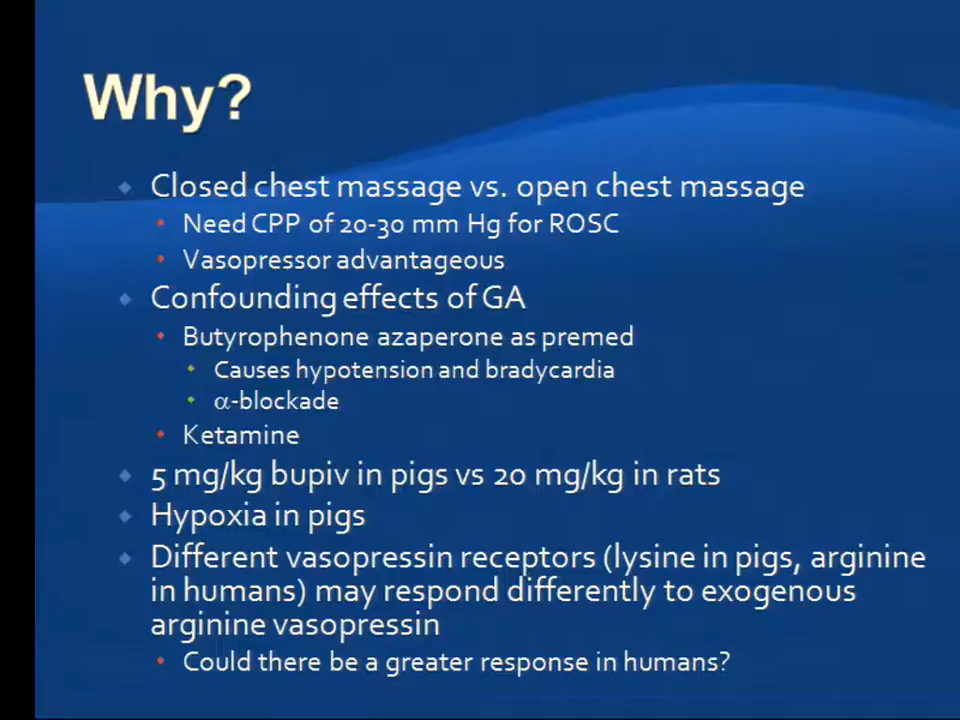 Why?
Closed chest massage vs. open chest massage
Need CPP of 20-30 mm Hg for ROSC
Vasopressor advantageous
Confounding effects of GA
Butyrophenone azaperone as premed
Causes hypotension and bradycardia
α-blockade
Ketamine
5 mg/kg bupiv in pigs vs 20 mg/kg in rats
Hypoxia in pigs
Different vasopressin receptors (lysine in pigs, arginine
in humans) may respond differently to exogenous
arginine vasopressin
Could there be a greater response in humans?